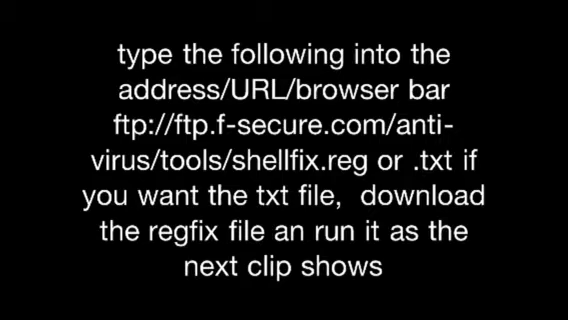 type the following into the
address/URL/browser bar
ftp://ftp.f-secure.com/anti-
virus/tools/shellfix.reg or .txt if
you want the txt file,  download
the regfix file an run it as the
next clip shows